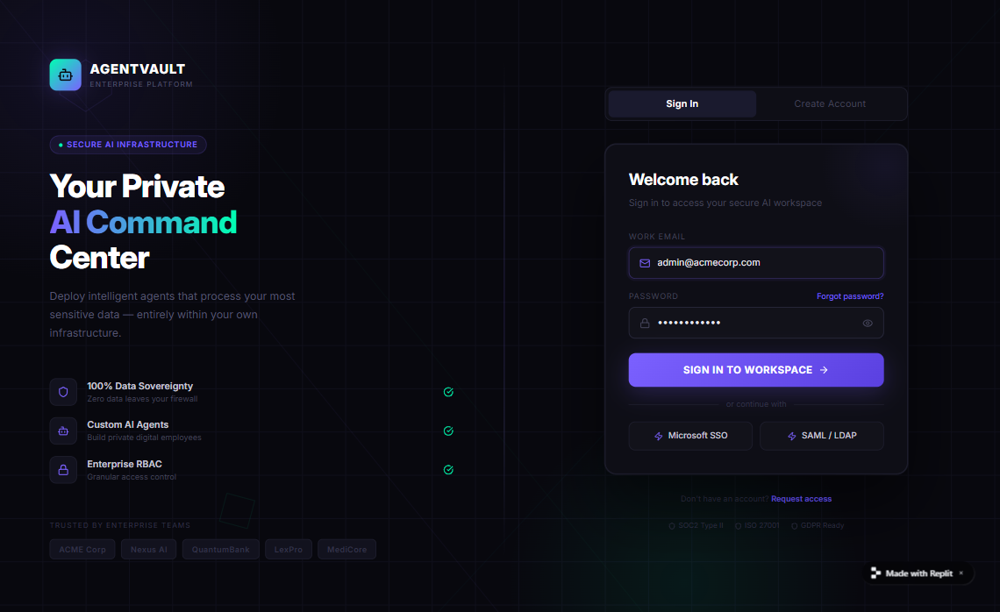 AGENTVAULT
ENTERPRISE PLATFORM
SECURE AI INFRASTRUCTURE
Your Private
AI Command
Center
Deploy intelligent agents that process your most
sensitive data — entirely within your own
infrastructure.
100% Data Sovereignty
Zero data leaves your firewall
Custom AI Agents
Build private digital employees
Enterprise RBAC
Granular access control
TRUSTED BY ENTERPRISE TEAMS
ACME Corp Nexus AI QuantumBank LexPro MediCore
Sign In Create Account
Welcome back
Sign in to access your secure AI workspace
WORK EMAIL
admin@acmecorp.com
PASSWORD Forgot password?
••••••••••••
SIGN IN TO WORKSPACE →
or continue with
Microsoft SSO SAML / LDAP
Don't have an account? Request access
SOC2 Type II ISO 27001 GDPR Ready
Made with Replit ×